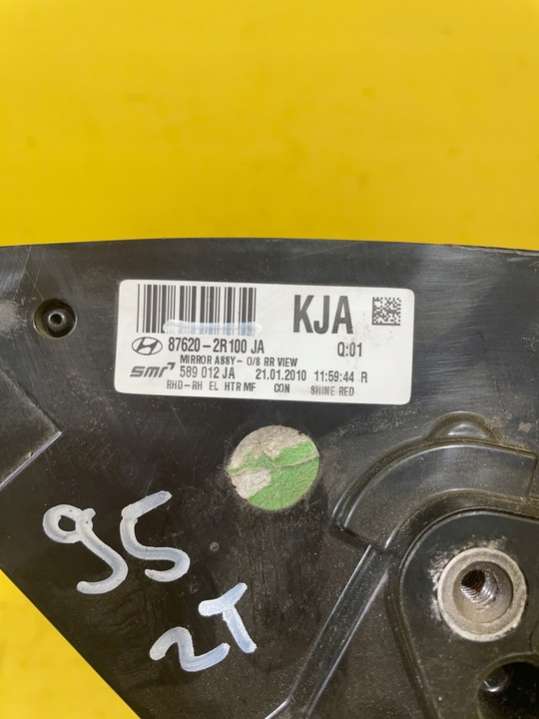 KJA
87620-2R100 JA Q:01
MIRROR ASSY- O/S RR VIEW
smr 589 012 JA 21.01.2010 11:59:44 R
RHD-RH EL HTR MF CON SHINE RED
95
2T